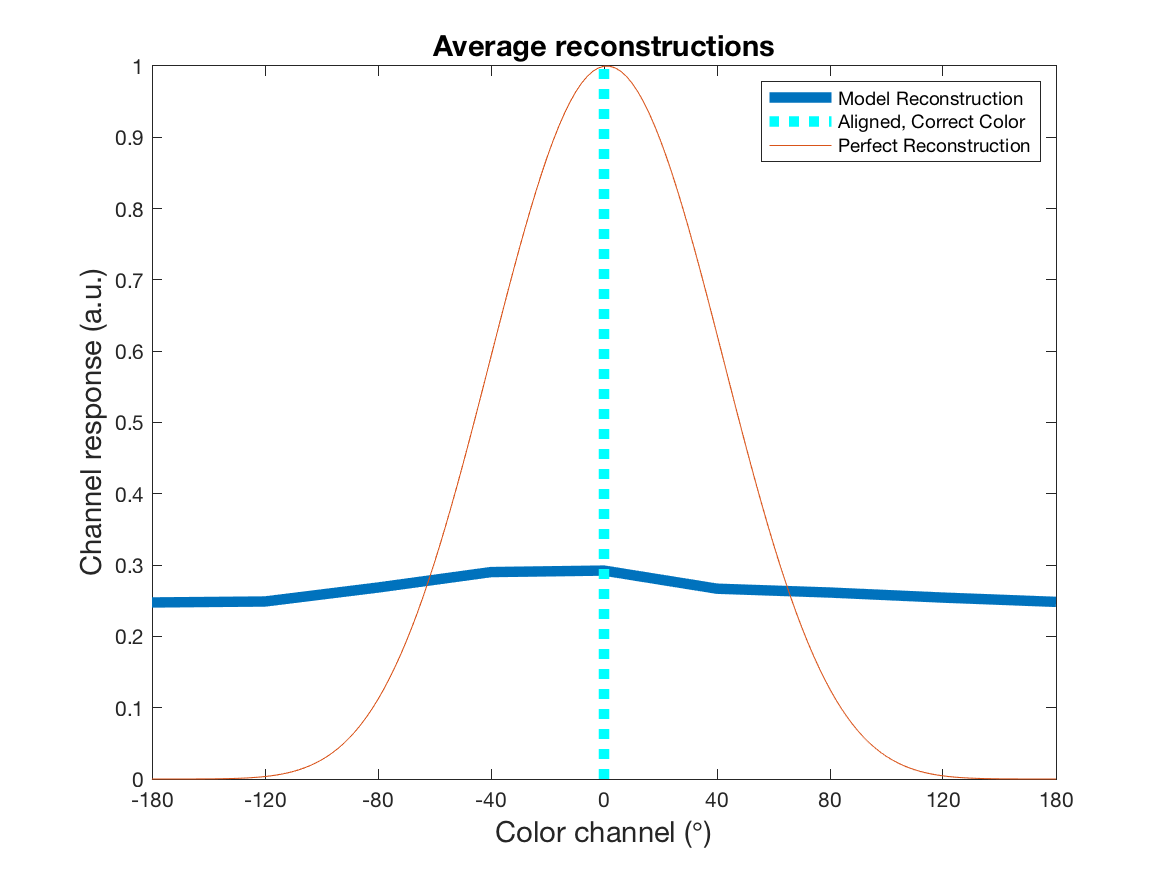 Average reconstructions
Model Reconstruction
Aligned, Correct Color
Perfect Reconstruction
Channel response (a.u.)
1
0.9
0.8
0.7
0.6
0.5
0.4
0.3
0.2
0.1
0
-180 -120 -80 -40 0 40 80 120 180
Color channel (°)